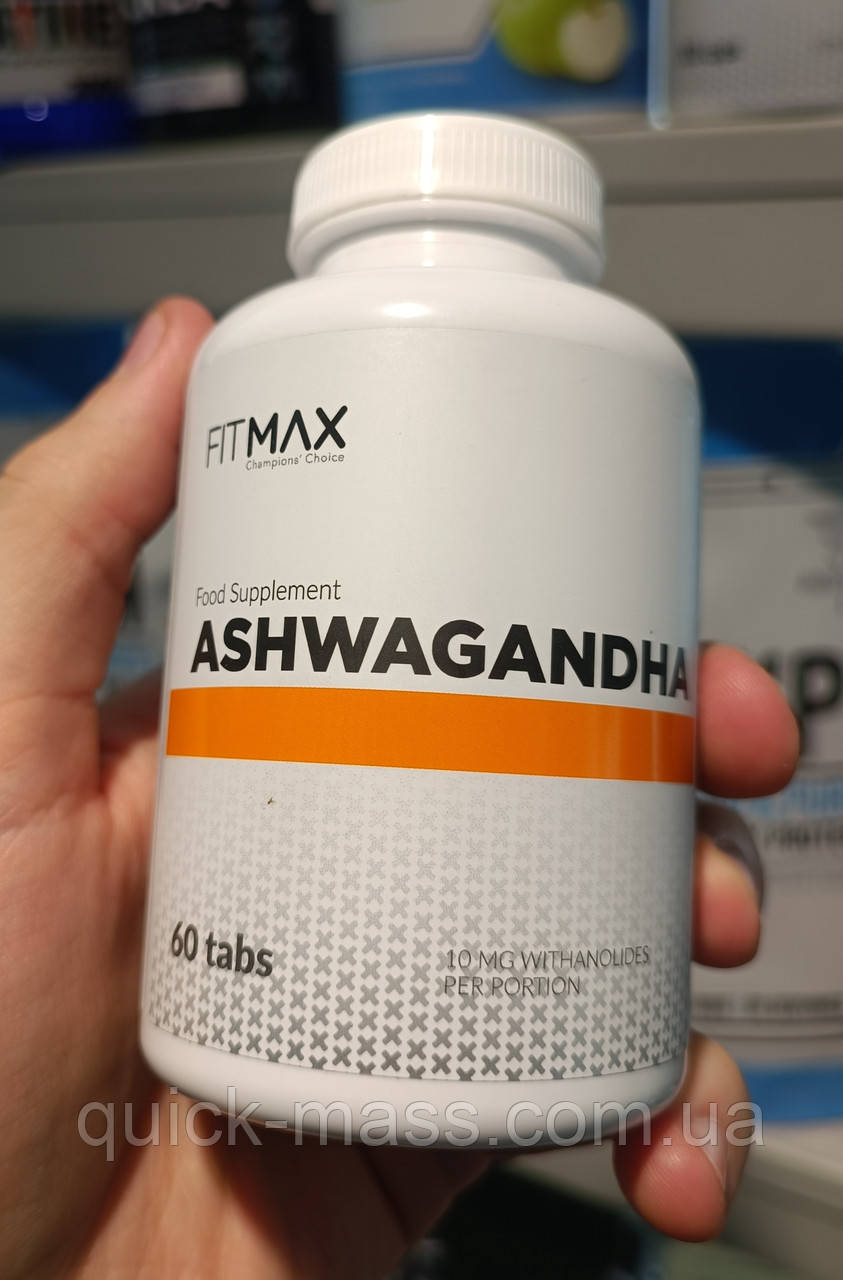 FITMAX
Champions' Choice
Food Supplement
ASHWAGANDHA
60 tabs
10 MG WITHANOLIDES
PER PORTION
quick-mass.com.ua